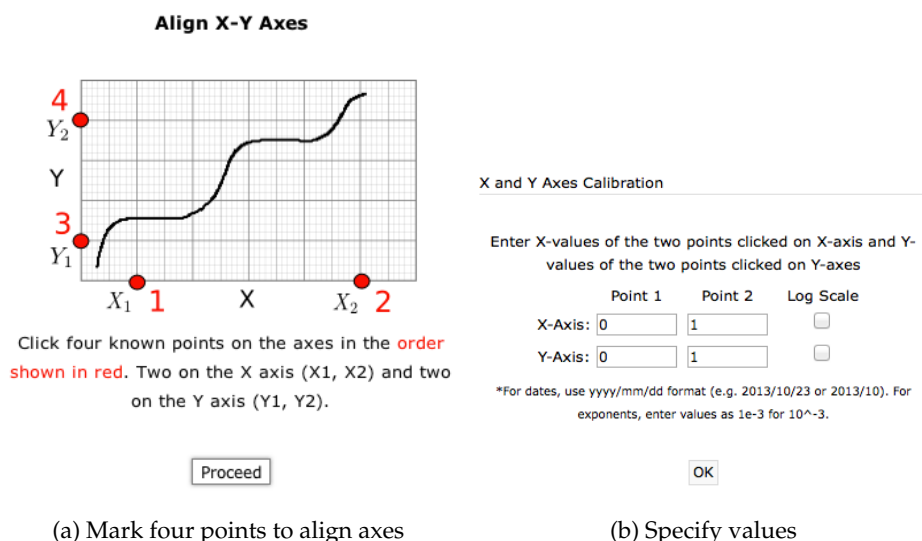 Align X-Y Axes
4
Y2
Y
3
Y1
X1 1 X X2 2
Click four known points on the axes in the order
shown in red. Two on the X axis (X1, X2) and two
on the Y axis (Y1, Y2).
Proceed
(a) Mark four points to align axes
X and Y Axes Calibration
Enter X-values of the two points clicked on X-axis and Y-
values of the two points clicked on Y-axes
Point 1 Point 2 Log Scale
X-Axis: 0 1
Y-Axis: 0 1
*For dates, use yyyy/mm/dd format (e.g. 2013/10/23 or 2013/10). For
exponents, enter values as 1e-3 for 10^-3.
OK
(b) Specify values